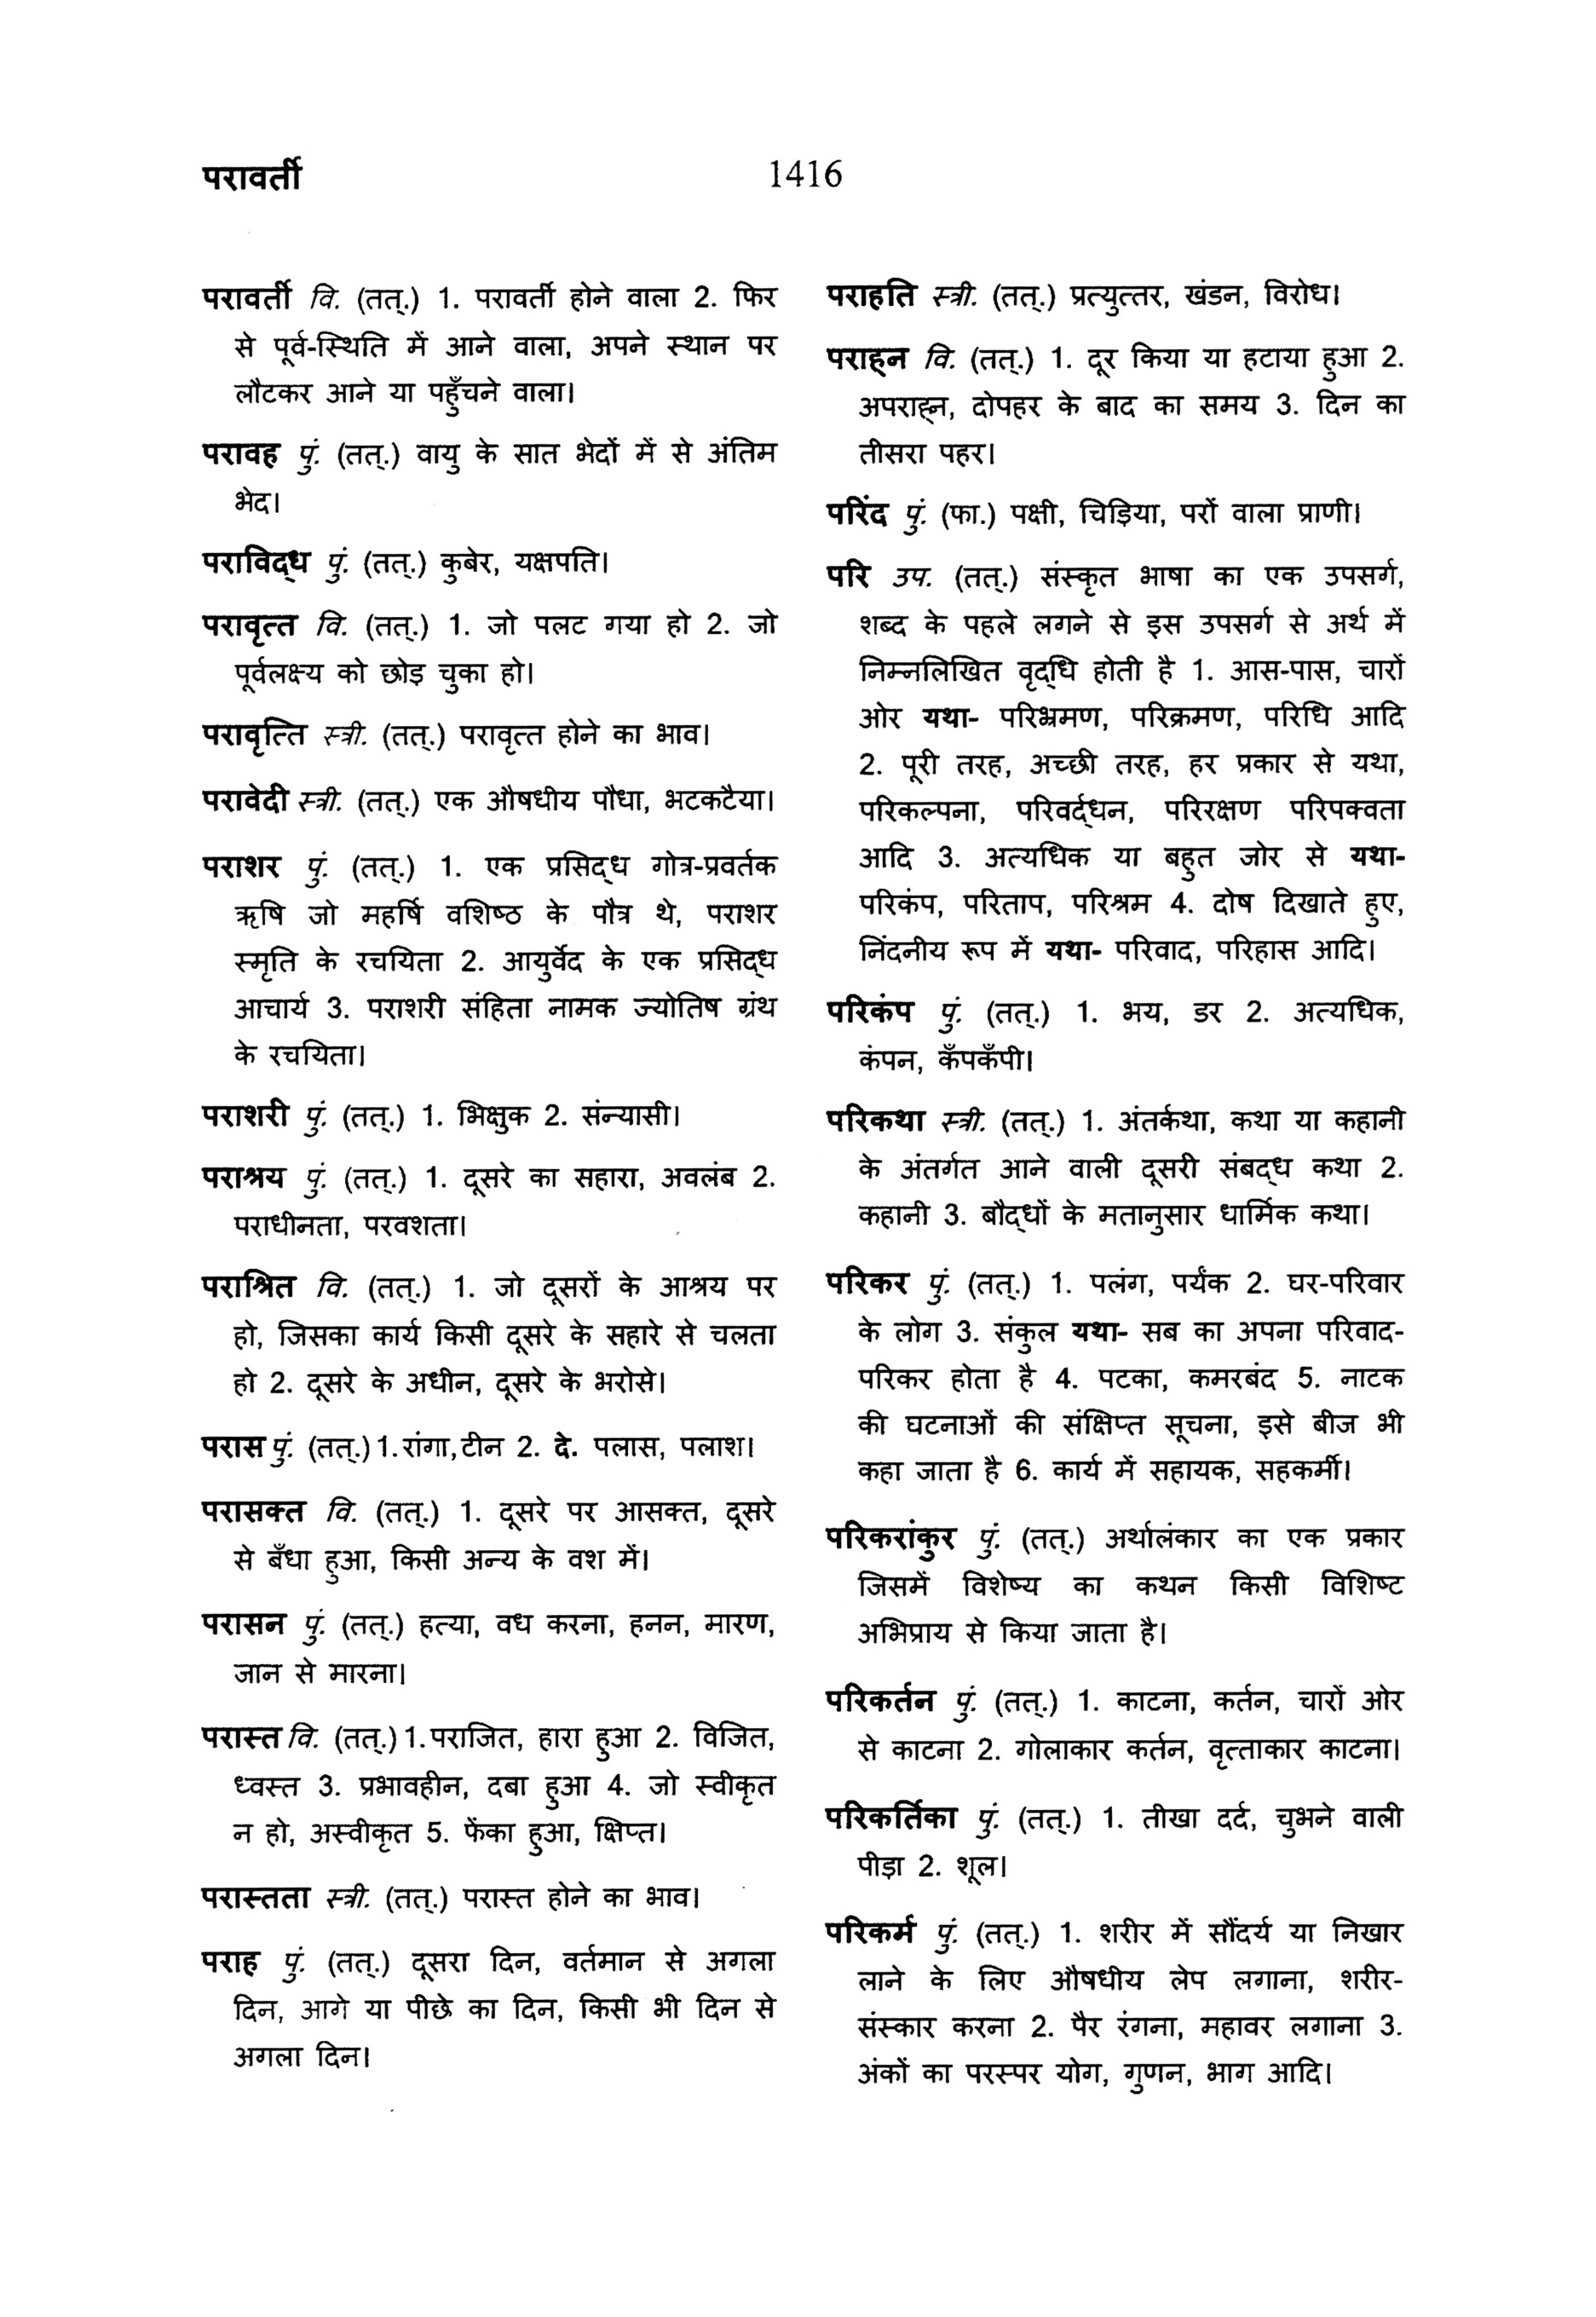 परावर्ती
1416
परावर्ती वि. (तत्.) 1. परावर्ती होने वाला 2. फिर
से पूर्व-स्थिति में आने वाला, अपने स्थान पर
लौटकर आने या पहुँचने वाला।
परावह पुं. (तत्.) वायु के सात भेदों में से अंतिम
भेद।
पराविद्ध पुं. (तत्.) कुबेर, यक्षपति।
परावृत्त वि. (तत्.) 1. जो पलट गया हो 2. जो
पूर्वलक्ष्य को छोड़ चुका हो।
परावृत्ति स्त्री. (तत्.) परावृत्त होने का भाव।
परावेदी स्त्री. (तत्.) एक औषधीय पौधा, भटकटैया।
पराशर पुं. (तत्.) 1. एक प्रसिद्ध गोत्र-प्रवर्तक
ऋषि जो महर्षि वशिष्ठ के पौत्र थे, पराशर
स्मृति के रचयिता 2. आयुर्वेद के एक प्रसिद्ध
आचार्य 3. पराशरी संहिता नामक ज्योतिष ग्रंथ
के रचयिता।
पराशरी पुं. (तत्.) 1. भिक्षुक 2. संन्यासी।
पराश्रय पुं. (तत्.) 1. दूसरे का सहारा, अवलंब 2.
पराधीनता, परवशता।
पराश्रित वि. (तत्.) 1. जो दूसरों के आश्रय पर
हो, जिसका कार्य किसी दूसरे के सहारे से चलता
हो 2. दूसरे के अधीन, दूसरे के भरोसे।
परास पुं. (तत्.) 1. रांगा, टीन 2. दे. पलास, पलाश।
परासक्त वि. (तत्.) 1. दूसरे पर आसक्त, दूसरे
से बँधा हुआ, किसी अन्य के वश में।
परासन पुं. (तत्.) हत्या, वध करना, हनन, मारण,
जान से मारना।
परास्त वि. (तत्.) 1. पराजित, हारा हुआ 2. विजित,
ध्वस्त 3. प्रभावहीन, दबा हुआ 4. जो स्वीकृत
न हो, अस्वीकृत 5. फेंका हुआ, क्षिप्त।
परास्तता स्त्री. (तत्.) परास्त होने का भाव।
पराह पुं. (तत्.) दूसरा दिन, वर्तमान से अगला
दिन, आगे या पीछे का दिन, किसी भी दिन से
अगला दिन।
पराहति स्त्री. (तत्.) प्रत्युत्तर, खंडन, विरोध।
पराह्न वि. (तत्.) 1. दूर किया या हटाया हुआ 2.
अपराह्न, दोपहर के बाद का समय 3. दिन का
तीसरा पहर।
परिंद पुं. (फा.) पक्षी, चिड़िया, परों वाला प्राणी।
परि उप. (तत्.) संस्कृत भाषा का एक उपसर्ग,
शब्द के पहले लगने से इस उपसर्ग से अर्थ में
निम्नलिखित वृद्धि होती है 1. आस-पास, चारों
ओर यथा- परिभ्रमण, परिक्रमण, परिधि आदि
2. पूरी तरह, अच्छी तरह, हर प्रकार से यथा,
परिकल्पना, परिवर्द्धन, परिरक्षण परिपक्वता
आदि 3. अत्यधिक या बहुत जोर से यथा-
परिकंप, परिताप, परिश्रम 4. दोष दिखाते हुए,
निंदनीय रूप में यथा- परिवाद, परिहास आदि।
परिकंप पुं. (तत्.) 1. भय, डर 2. अत्यधिक,
कंपन, कँपकँपी।
परिकथा स्त्री. (तत्.) 1. अंतर्कथा, कथा या कहानी
के अंतर्गत आने वाली दूसरी संबद्ध कथा 2.
कहानी 3. बौद्धों के मतानुसार धार्मिक कथा।
परिकर पुं. (तत्.) 1. पलंग, पर्यंक 2. घर-परिवार
के लोग 3. संकुल यथा- सब का अपना परिवाद-
परिकर होता है 4. पटका, कमरबंद 5. नाटक
की घटनाओं की संक्षिप्त सूचना, इसे बीज भी
कहा जाता है 6. कार्य में सहायक, सहकर्मी।
परिकरांकुर पुं. (तत्.) अर्थालंकार का एक प्रकार
जिसमें विशेष्य का कथन किसी विशिष्ट
अभिप्राय से किया जाता है।
परिकर्तन पुं. (तत्.) 1. काटना, कर्तन, चारों ओर
से काटना 2. गोलाकार कर्तन, वृत्ताकार काटना।
परिकर्तिका पुं. (तत्.) 1. तीखा दर्द, चुभने वाली
पीड़ा 2. शूल।
परिकर्म पुं. (तत्.) 1. शरीर में सौंदर्य या निखार
लाने के लिए औषधीय लेप लगाना, शरीर-
संस्कार करना 2. पैर रंगना, महावर लगाना 3.
अंकों का परस्पर योग, गुणन, भाग आदि।